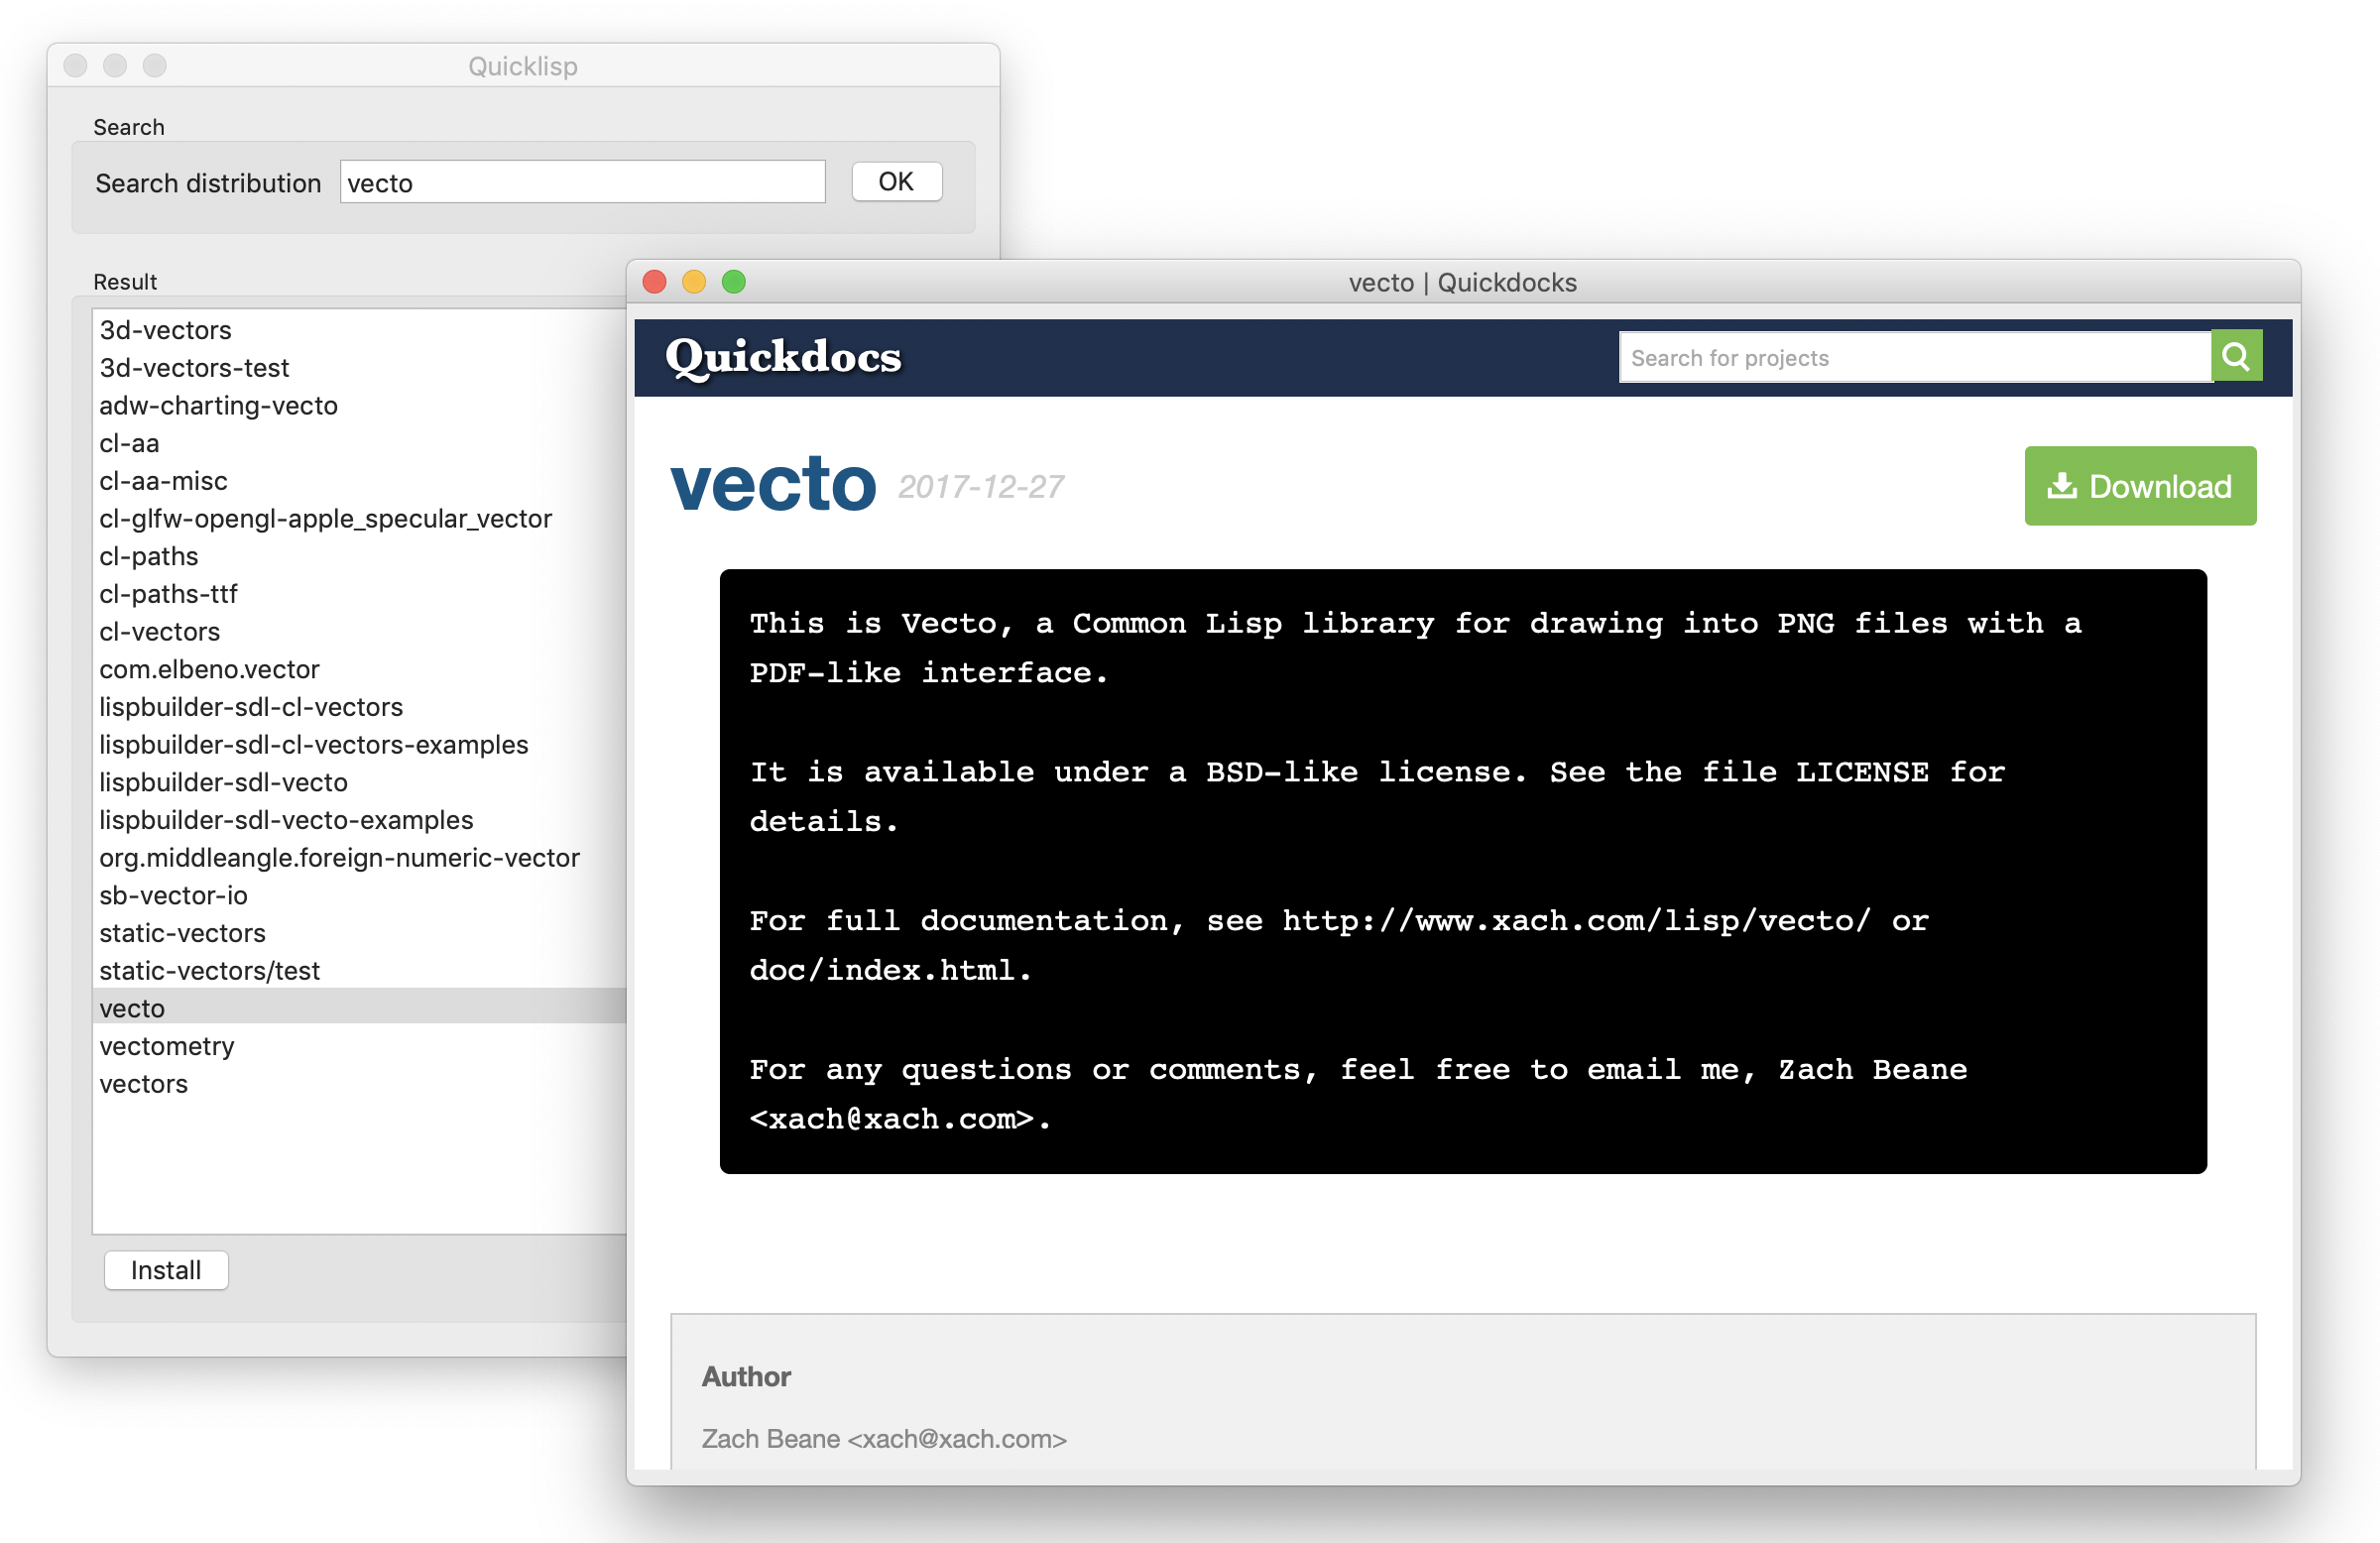 Quicklisp
Search
Search distribution vecto OK
Result
3d-vectors
3d-vectors-test
adw-charting-vecto
cl-aa
cl-aa-misc
cl-glfw-opengl-apple_specular_vector
cl-paths
cl-paths-ttf
cl-vectors
com.elbeno.vector
lispbuilder-sdl-cl-vectors
lispbuilder-sdl-cl-vectors-examples
lispbuilder-sdl-vecto
lispbuilder-sdl-vecto-examples
org.middleangle.foreign-numeric-vector
sb-vector-io
static-vectors
static-vectors/test
vecto
vectometry
vectors
Install
vecto | Quickdocks
Quickdocs Search for projects
vecto 2017-12-27 Download
This is Vecto, a Common Lisp library for drawing into PNG files with a
PDF-like interface.
It is available under a BSD-like license. See the file LICENSE for
details.
For full documentation, see http://www.xach.com/lisp/vecto/ or
doc/index.html.
For any questions or comments, feel free to email me, Zach Beane
<xach@xach.com>.
Author
Zach Beane <xach@xach.com>